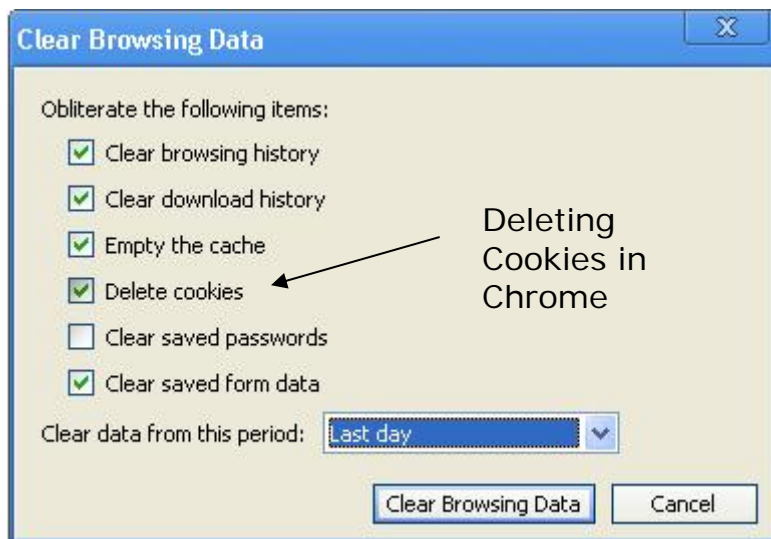 Clear Browsing Data
Obliterate the following items:
Clear browsing history
Clear download history
Empty the cache
Delete cookies
Clear saved passwords
Clear saved form data
Deleting
Cookies in
Chrome
Clear data from this period: Last day
Clear Browsing Data Cancel